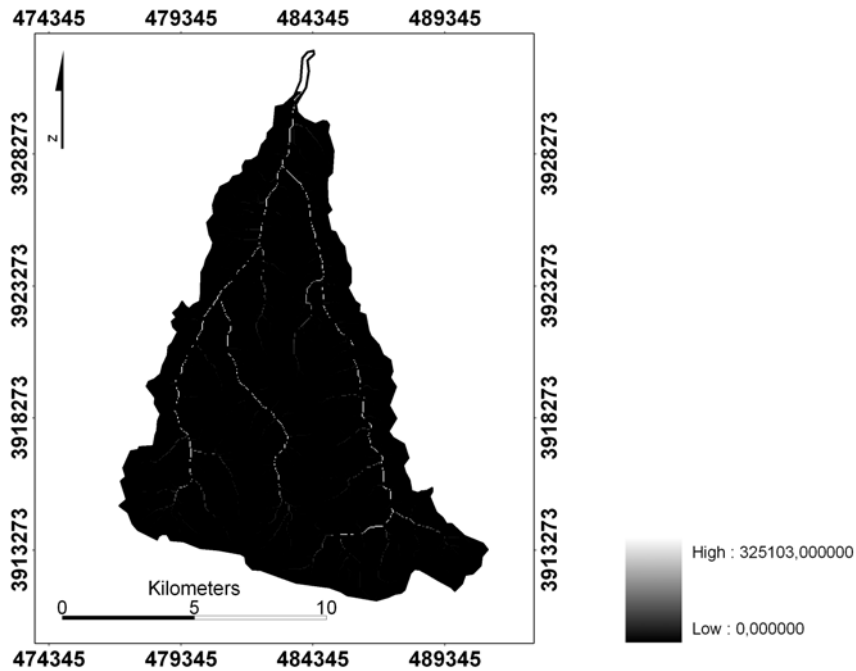 474345 479345 484345 489345
N
3928273 3928273
3923273 3923273
3918273 3918273
3913273 3913273
Kilometers
0 5 10
474345 479345 484345 489345
High : 325103,000000
Low : 0,000000